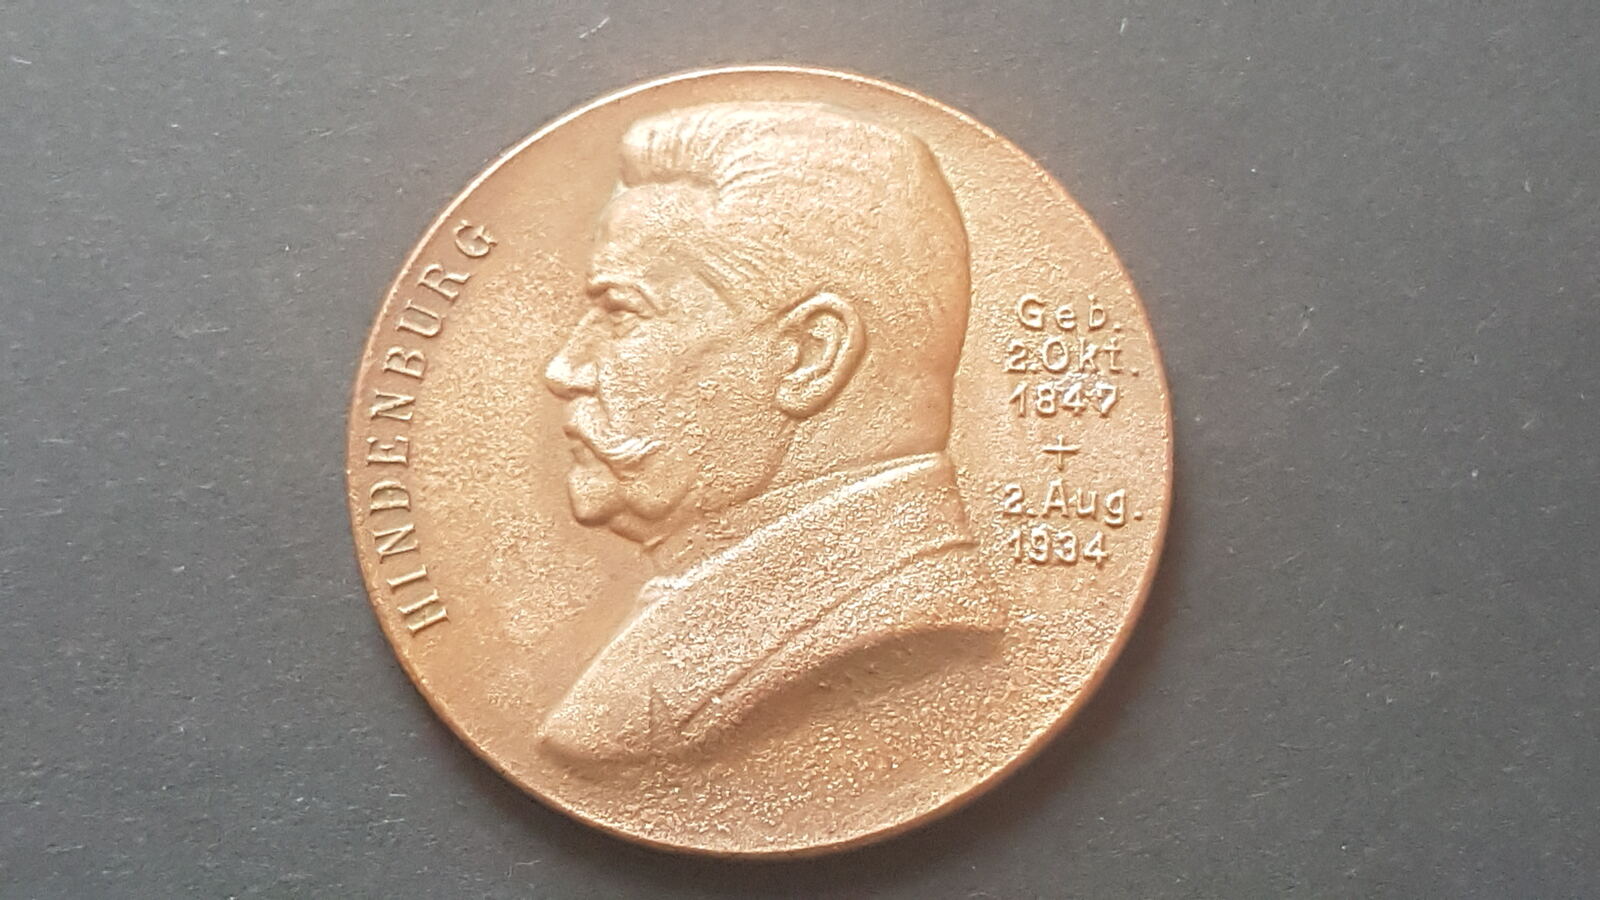 HINDENBURG
Geb.
2.Okt.
1847
+
2.Aug.
1934